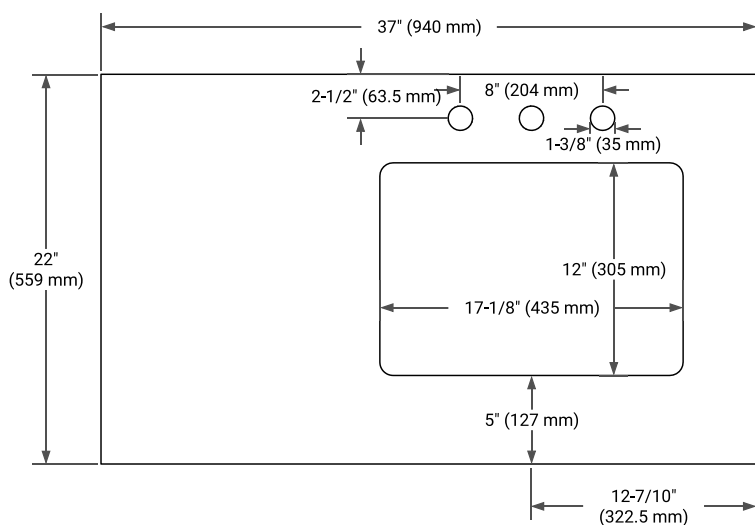 37" (940 mm)
2-1/2" (63.5 mm)
8" (204 mm)
1-3/8" (35 mm)
22"
(559 mm)
12" (305 mm)
17-1/8" (435 mm)
5" (127 mm)
12-7/10"
(322.5 mm)